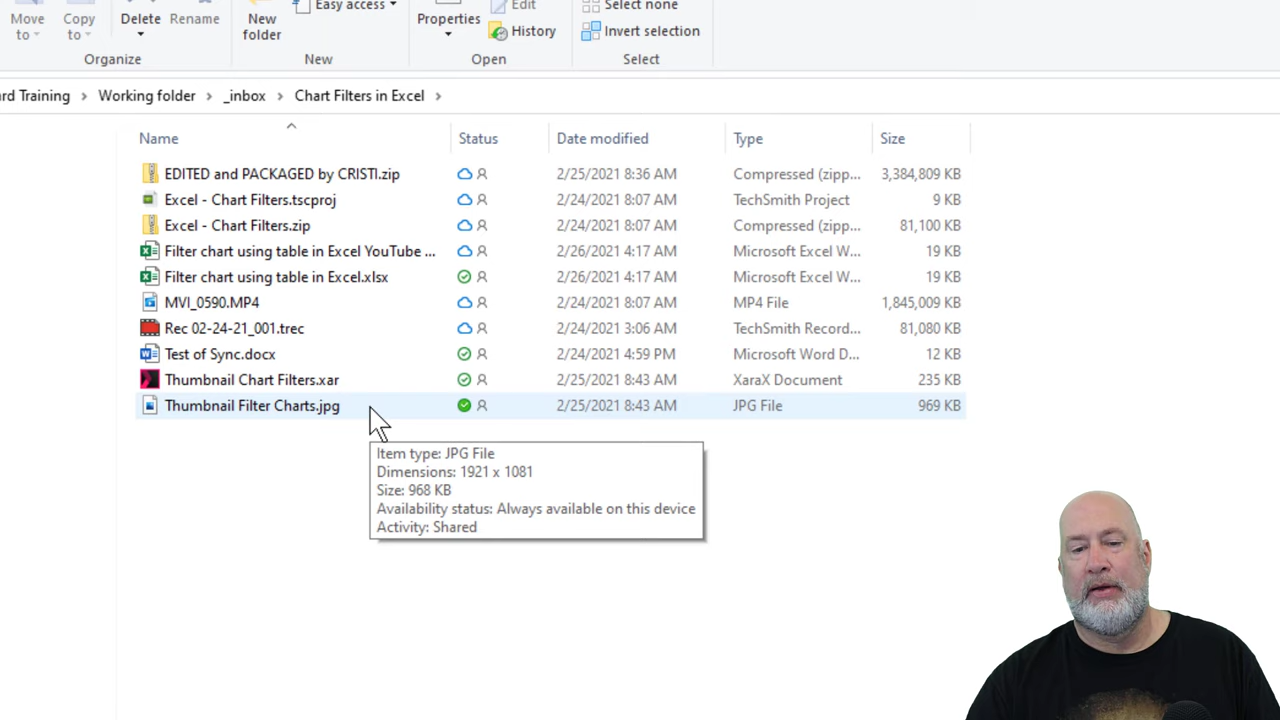 Move to
Copy to
Delete
Rename
New folder
Easy access
Properties
Edit
History
Select none
Invert selection
Organize
New
Open
Select
rd Training > Working folder > _inbox > Chart Filters in Excel >
Name Status Date modified Type Size
EDITED and PACKAGED by CRISTI.zip 2/25/2021 8:36 AM Compressed (zipp... 3,384,809 KB
Excel - Chart Filters.tscproj 2/24/2021 8:07 AM TechSmith Project 9 KB
Excel - Chart Filters.zip 2/24/2021 8:07 AM Compressed (zipp... 81,100 KB
Filter chart using table in Excel YouTube ... 2/26/2021 4:17 AM Microsoft Excel W... 19 KB
Filter chart using table in Excel.xlsx 2/26/2021 4:17 AM Microsoft Excel W... 19 KB
MVI_0590.MP4 2/24/2021 8:07 AM MP4 File 1,845,009 KB
Rec 02-24-21_001.trec 2/24/2021 3:06 AM TechSmith Record... 81,080 KB
Test of Sync.docx 2/24/2021 4:59 PM Microsoft Word D... 12 KB
Thumbnail Chart Filters.xar 2/25/2021 8:43 AM XaraX Document 235 KB
Thumbnail Filter Charts.jpg 2/25/2021 8:43 AM JPG File 969 KB
Item type: JPG File
Dimensions: 1921 x 1081
Size: 968 KB
Availability status: Always available on this device
Activity: Shared